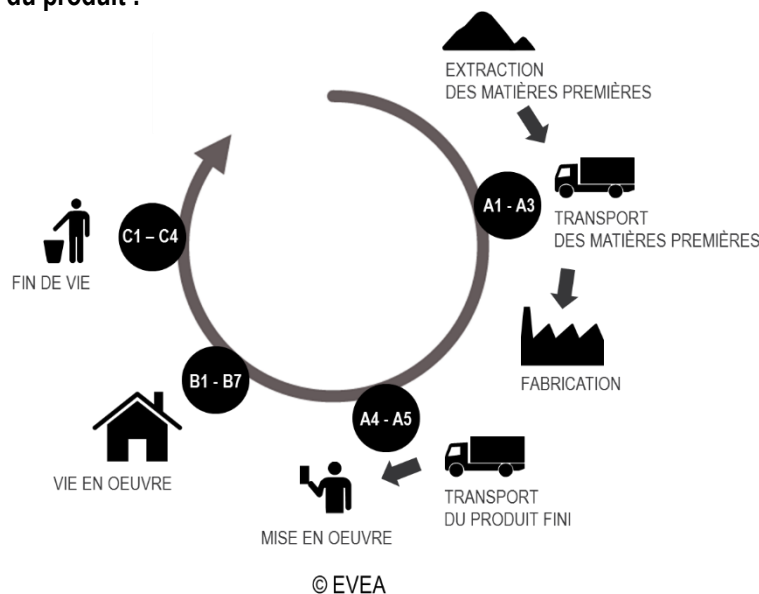 du produit :
EXTRACTION
DES MATIÈRES PREMIÈRES
A1 - A3
TRANSPORT
DES MATIÈRES PREMIÈRES
FABRICATION
A4 - A5
TRANSPORT
DU PRODUIT FINI
MISE EN OEUVRE
B1 - B7
VIE EN OEUVRE
C1 – C4
FIN DE VIE
© EVEA